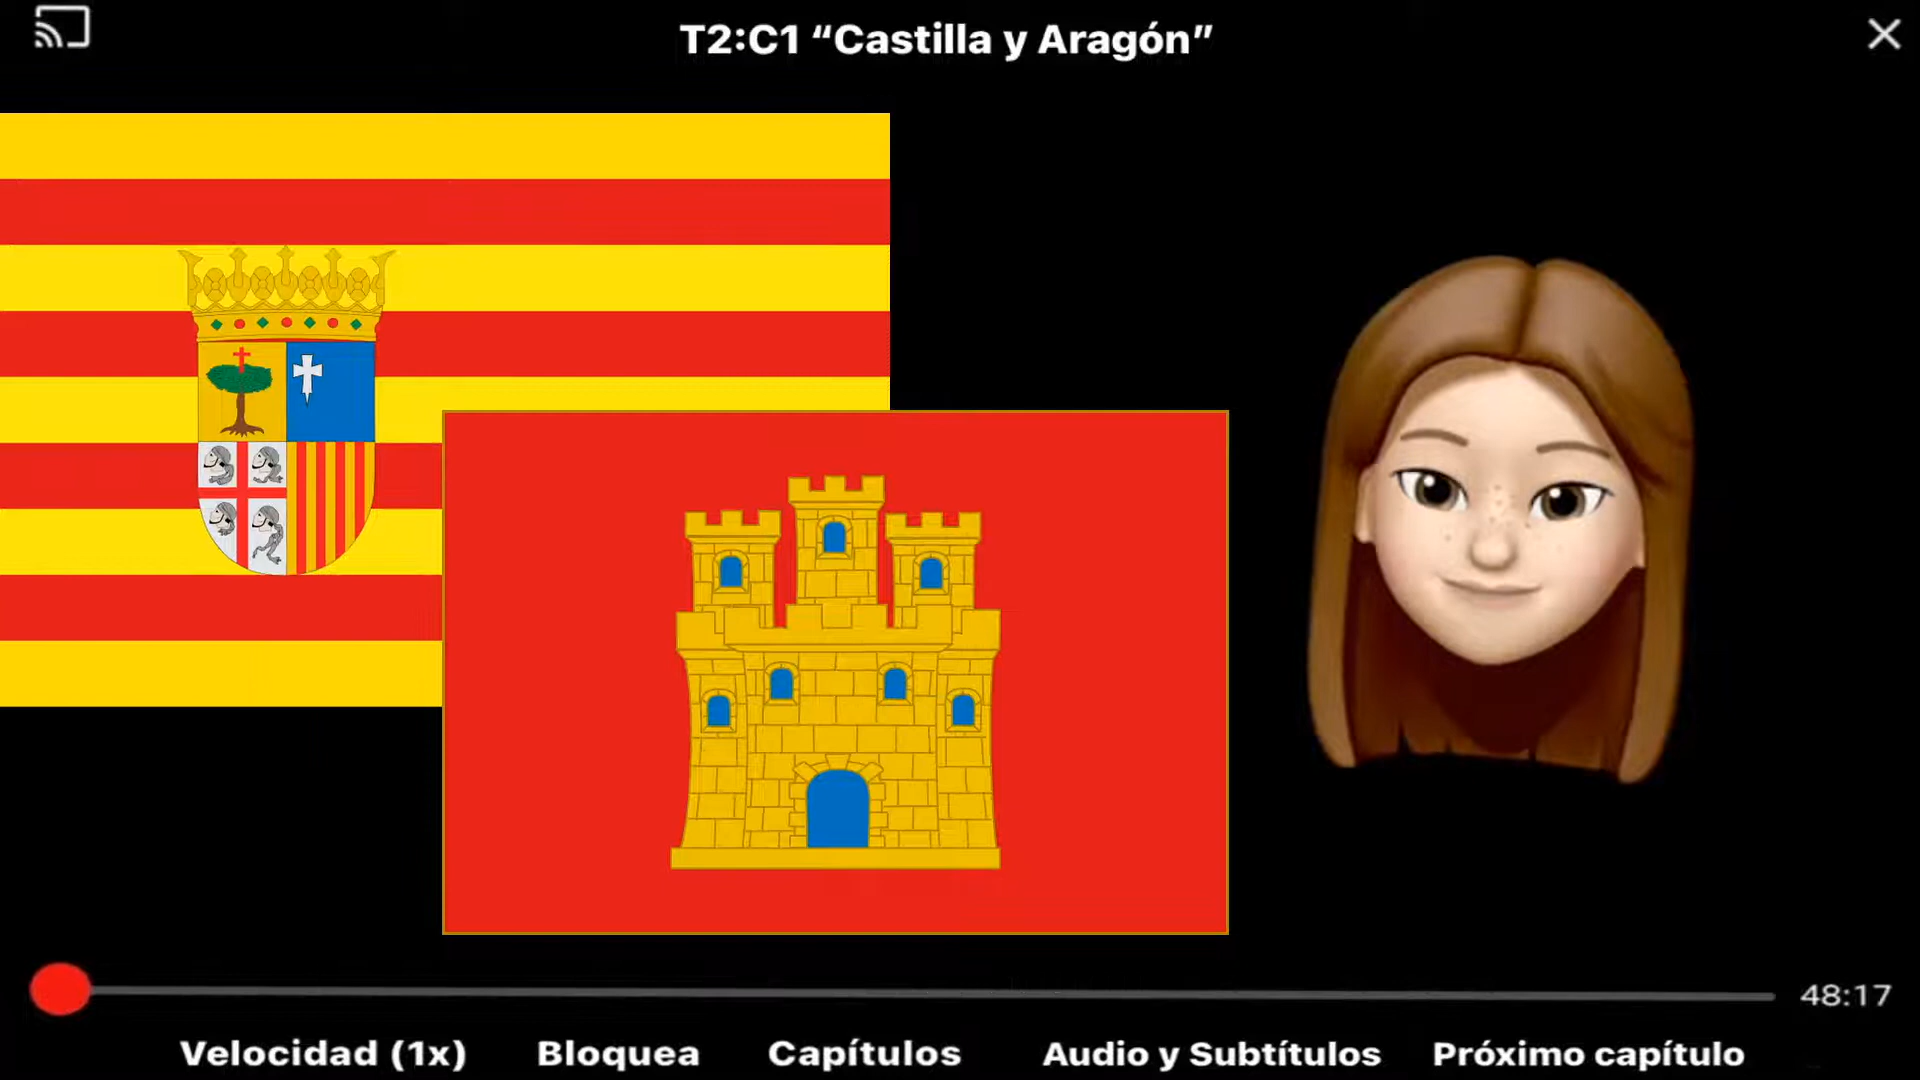 T2:C1 “Castilla y Aragón”
48:17
Velocidad (1x) Bloquea Capítulos Audio y Subtítulos Próximo capítulo